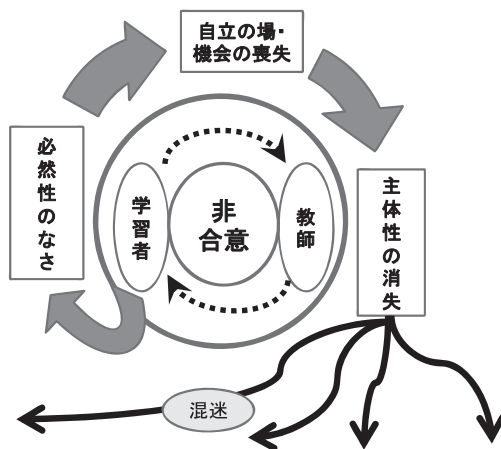 自立の場・
機会の喪失
必然性のなさ
学習者
非
合意
教師
主体性の消失
混迷